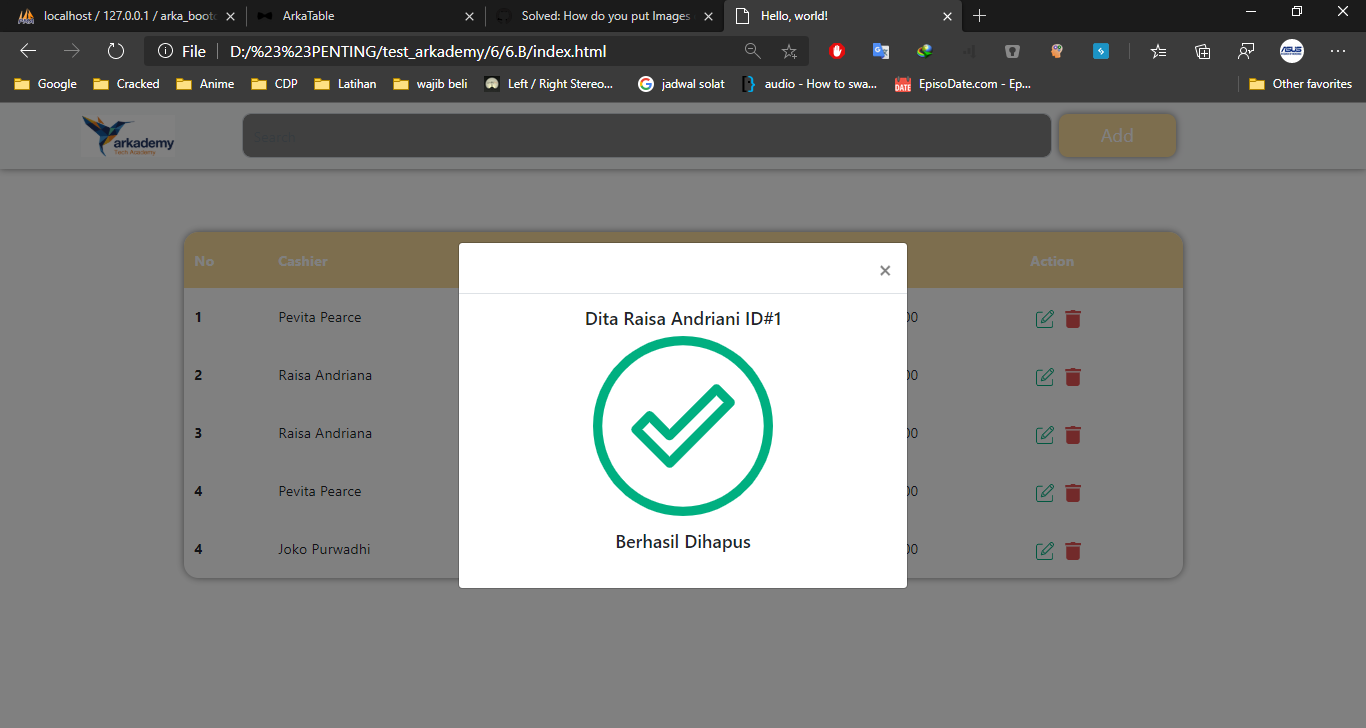 localhost / 127.0.0.1 / arka_boot
ArkaTable
Solved: How do you put Images
Hello, world!
File
D:/%23%23PENTING/test_arkademy/6/6.B/index.html
Google
Cracked
Anime
CDP
Latihan
wajib beli
Left / Right Stereo...
jadwal solat
audio - How to swa...
EpisoDate.com - Ep...
Other favorites
arkademy
Tech Academy
Search...
Add
No
Cashier
Action
×
Dita Raisa Andriani ID#1
1
Pevita Pearce
00
2
Raisa Andriana
00
3
Raisa Andriana
00
4
Pevita Pearce
00
Berhasil Dihapus
4
Joko Purwadhi
00